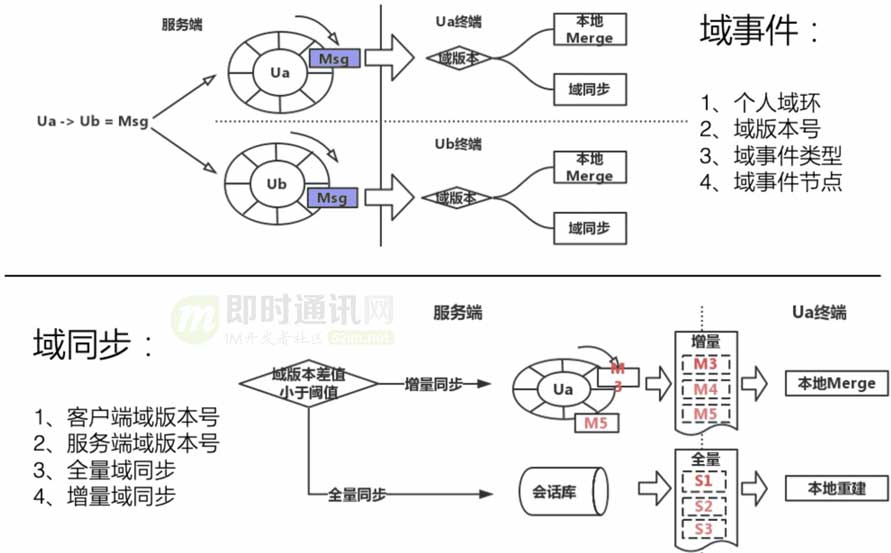 服务端
Ua终端
域事件：
Ua
Msg
域版本
本地
Merge
域同步
Ua -> Ub = Msg
1、个人域环
2、域版本号
3、域事件类型
4、域事件节点
Ub终端
Ub
Msg
域版本
本地
Merge
域同步
即时通讯网
IM开发者社区
52im.net
域同步：
1、客户端域版本号
2、服务端域版本号
3、全量域同步
4、增量域同步
服务端
Ua终端
域版本差值
小于阈值
增量同步
Ua
M
3
M5
增量
M3
M4
M5
本地Merge
全量同步
会话库
全量
S1
S2
S3
本地重建